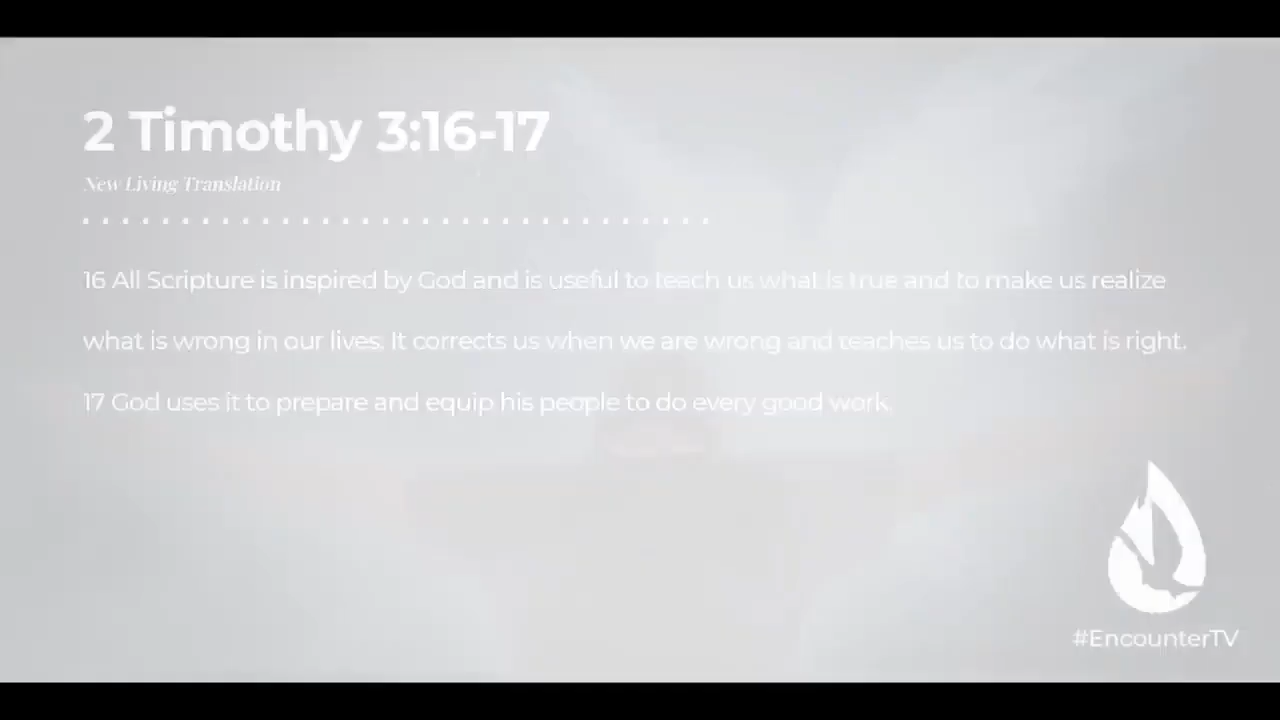 2 Timothy 3:16-17
New Living Translation
16 All Scripture is inspired by God and is useful to teach us what is true and to make us realize
what is wrong in our lives. It corrects us when we are wrong and teaches us to do what is right.
17 God uses it to prepare and equip his people to do every good work.
#EncounterTV